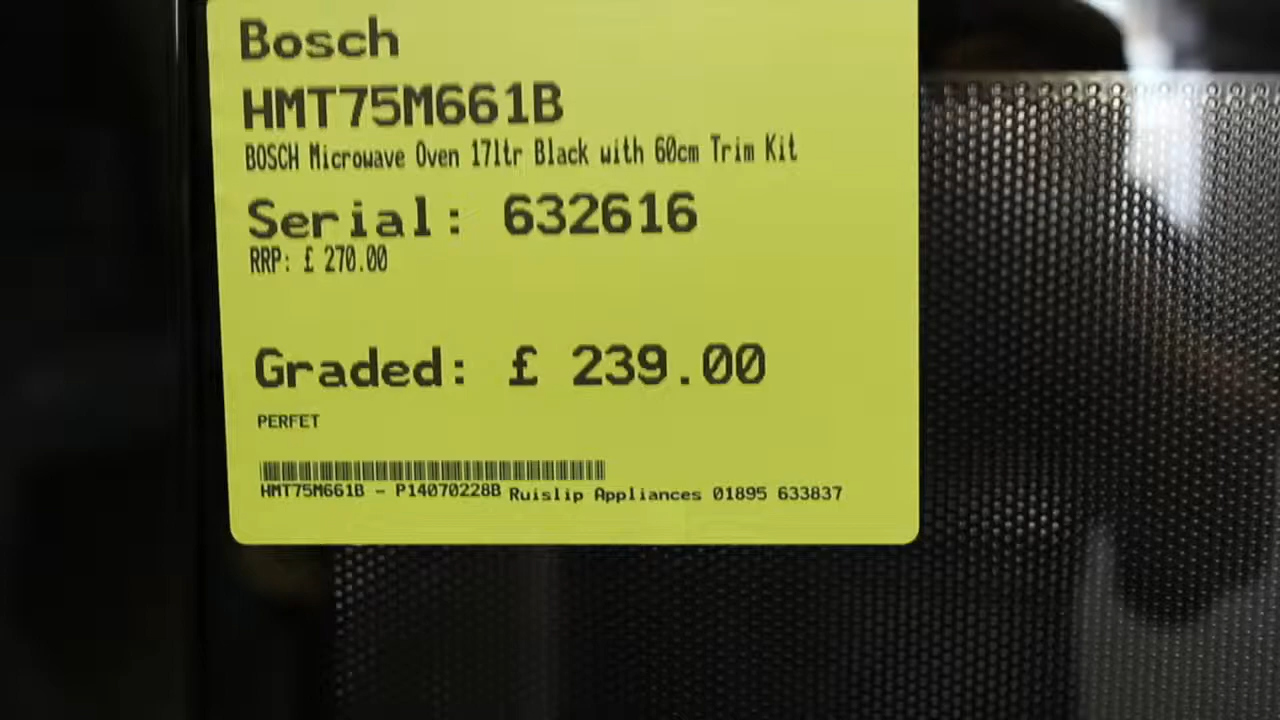 Bosch
HMT75M661B
BOSCH Microwave Oven 17ltr Black with 60cm Trim Kit
Serial: 632616
RRP: £ 270.00
Graded: £ 239.00
PERFET
HMT75M661B - P14070228B Ruislip Appliances 01895 633837